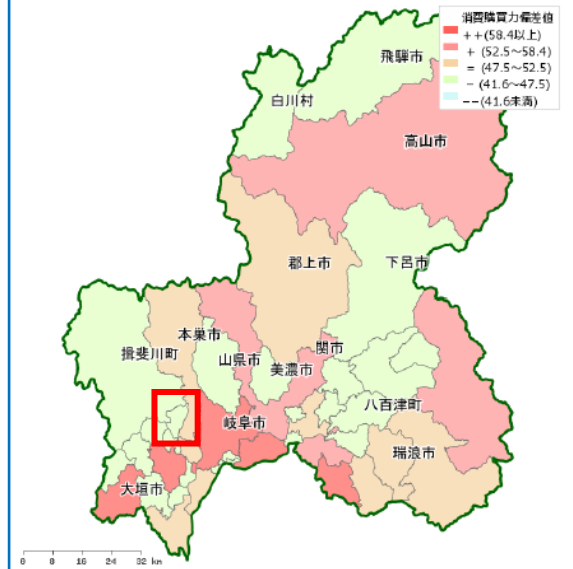 消費購買力偏差値
++(58.4以上)
+ (52.5～58.4)
= (47.5～52.5)
- (41.6～47.5)
--(41.6未満)
飛騨市
白川村
高山市
郡上市
下呂市
本巣市
揖斐川町
山県市
関市
美濃市
八百津町
岐阜市
瑞浪市
大垣市
0 8 16 24 32 km